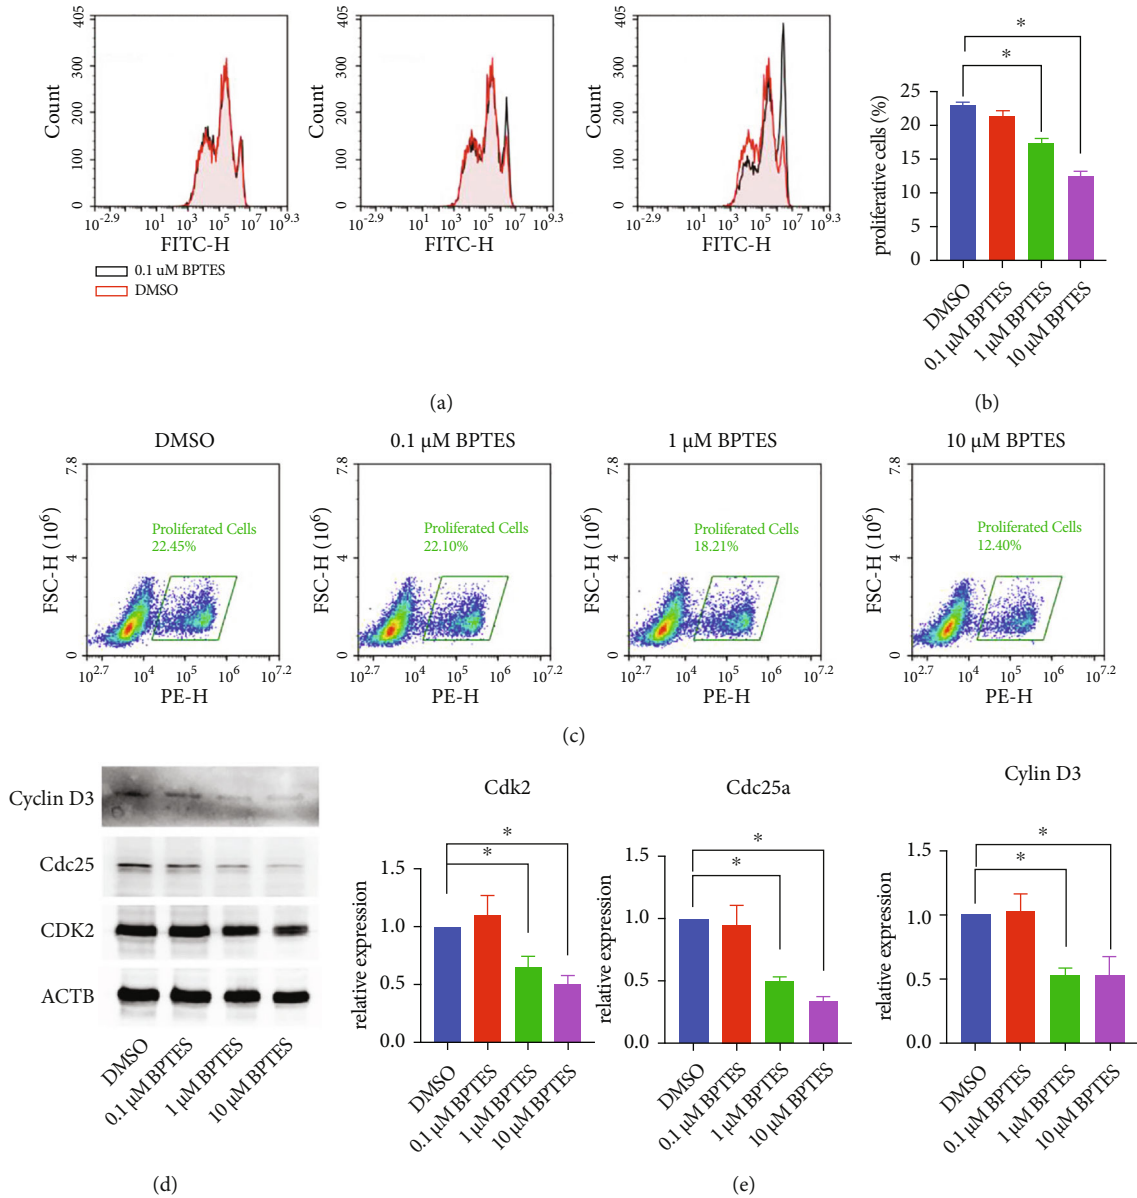 405
300
200
100
0
Count
10^-2.9 10^1 10^3 10^5 10^7 10^9.3
FITC-H
405
300
200
100
0
Count
10^-2.9 10^1 10^3 10^5 10^7 10^9.3
FITC-H
405
300
200
100
0
Count
10^-2.9 10^1 10^3 10^5 10^7 10^9.3
FITC-H
0.1 uM BPTES
DMSO
(a)
*
*
25
20
15
10
5
0
proliferative cells (%)
DMSO
0.1 μM BPTES
1 μM BPTES
10 μM BPTES
(b)
DMSO
7.8
4
0
FSC-H (10^6)
Proliferated Cells
22.45%
10^2.7 10^4 10^5 10^6 10^7.2
PE-H
0.1 μM BPTES
7.8
4
0
FSC-H (10^6)
Proliferated Cells
22.10%
10^2.7 10^4 10^5 10^6 10^7.2
PE-H
1 μM BPTES
7.8
4
0
FSC-H (10^6)
Proliferated Cells
18.21%
10^2.7 10^4 10^5 10^6 10^7.2
PE-H
10 μM BPTES
7.8
4
0
FSC-H (10^6)
Proliferated Cells
12.40%
10^2.7 10^4 10^5 10^6 10^7.2
PE-H
(c)
Cyclin D3
Cdc25
CDK2
ACTB
DMSO
0.1 μM BPTES
1 μM BPTES
10 μM BPTES
(d)
Cdk2
*
*
1.5
1.0
0.5
0.0
relative expression
DMSO
0.1 μM BPTES
1 μM BPTES
10 μM BPTES
Cdc25a
*
*
1.5
1.0
0.5
0.0
relative expression
DMSO
0.1 μM BPTES
1 μM BPTES
10 μM BPTES
Cylin D3
*
*
1.5
1.0
0.5
0.0
relative expression
DMSO
0.1 μM BPTES
1 μM BPTES
10 μM BPTES
(e)